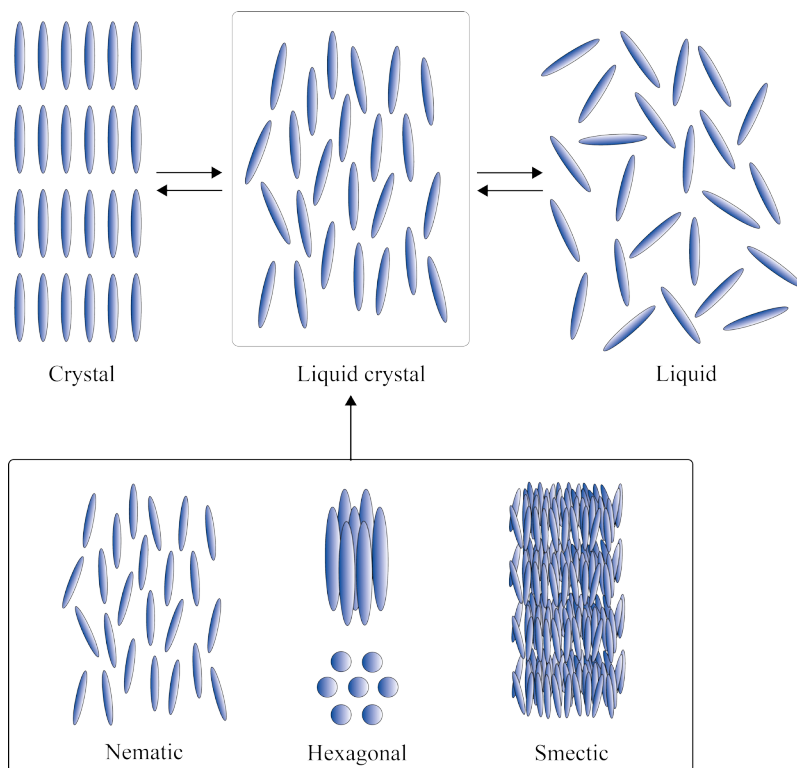 Crystal
Liquid crystal
Liquid
Nematic
Hexagonal
Smectic